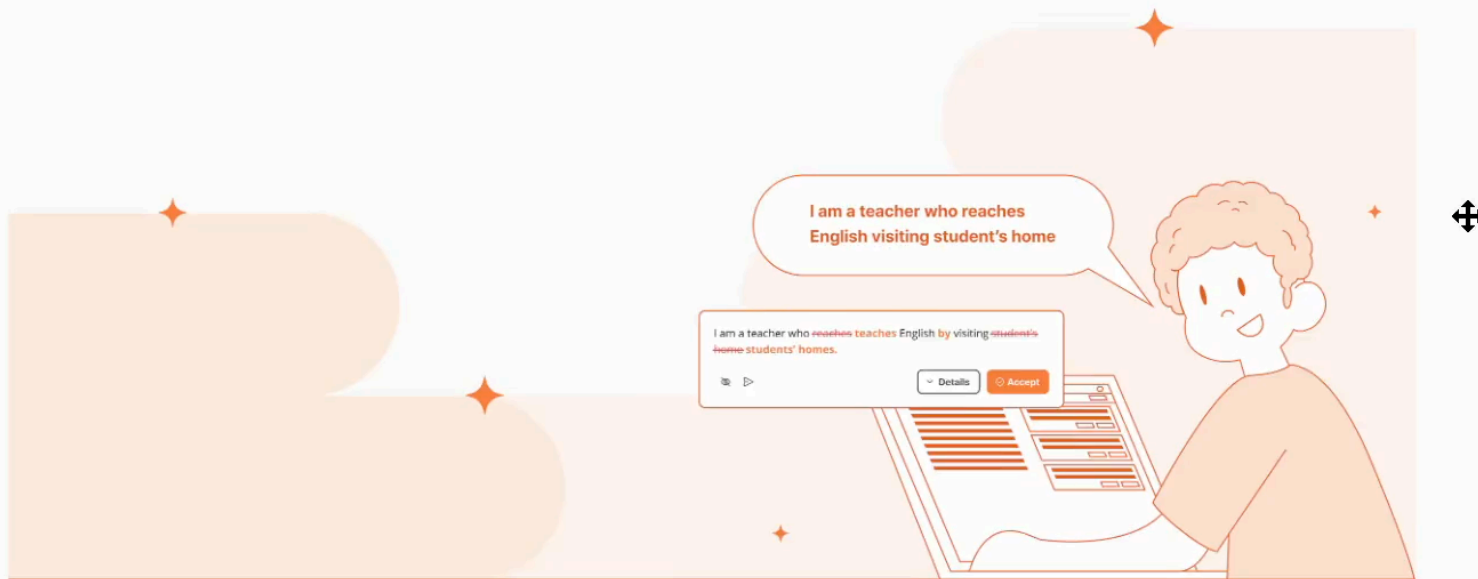 I am a teacher who reaches
English visiting student’s home
I am a teacher who reaches teaches English by visiting student's
home students' homes.
Details
Accept